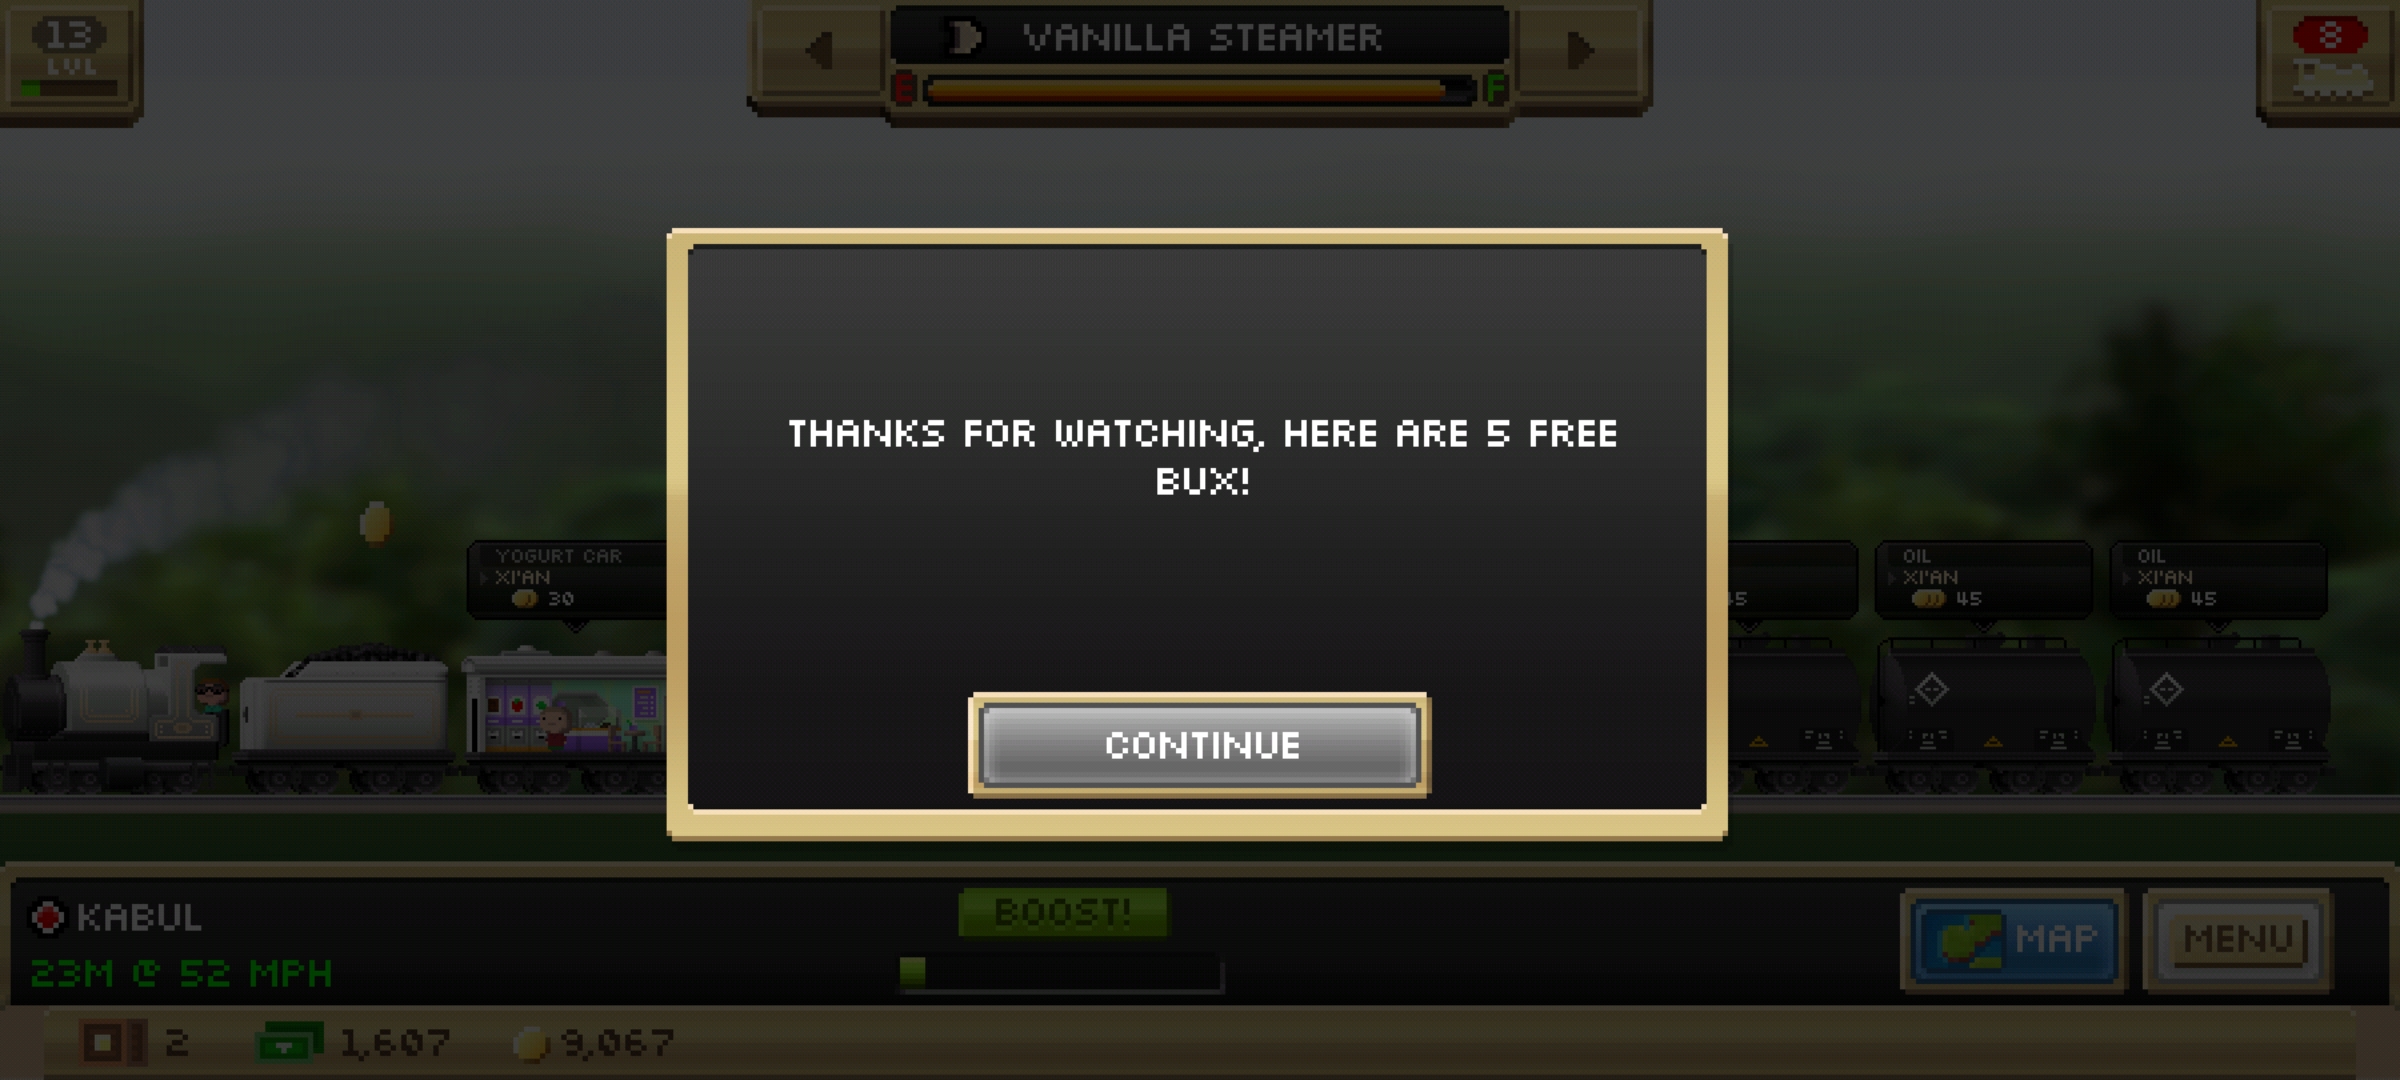 13
LVL
VANILLA STEAMER
E F
8
THANKS FOR WATCHING, HERE ARE 5 FREE
BUX!
CONTINUE
YOGURT CAR
XI'AN
30
45
OIL
XI'AN
45
OIL
XI'AN
45
KABUL
23M @ 52 MPH
BOOST!
MAP
MENU
2
1,607
9,067